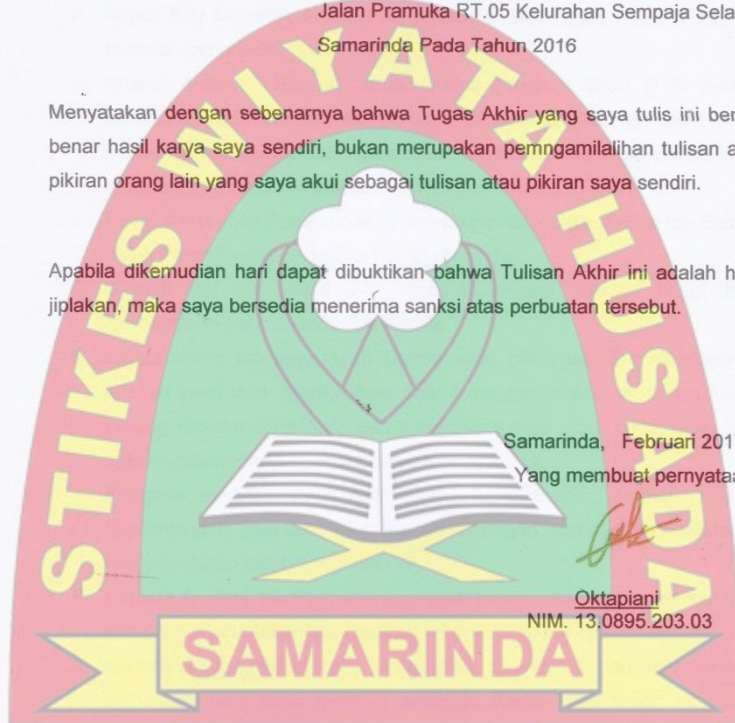 Jalan Pramuka RT.05 Kelurahan Sempaja Sela
Samarinda Pada Tahun 2016
Menyatakan dengan sebenarnya bahwa Tugas Akhir yang saya tulis ini ber
benar hasil karya saya sendiri, bukan merupakan pemngamilalihan tulisan a
pikiran orang lain yang saya akui sebagai tulisan atau pikiran saya sendiri.
Apabila dikemudian hari dapat dibuktikan bahwa Tulisan Akhir ini adalah h
jiplakan, maka saya bersedia menerima sanksi atas perbuatan tersebut.
Samarinda, Februari 201
Yang membuat pernyataa
Oktapiani
NIM. 13.0895.203.03
STIKES WIYATA HUSADA
SAMARINDA